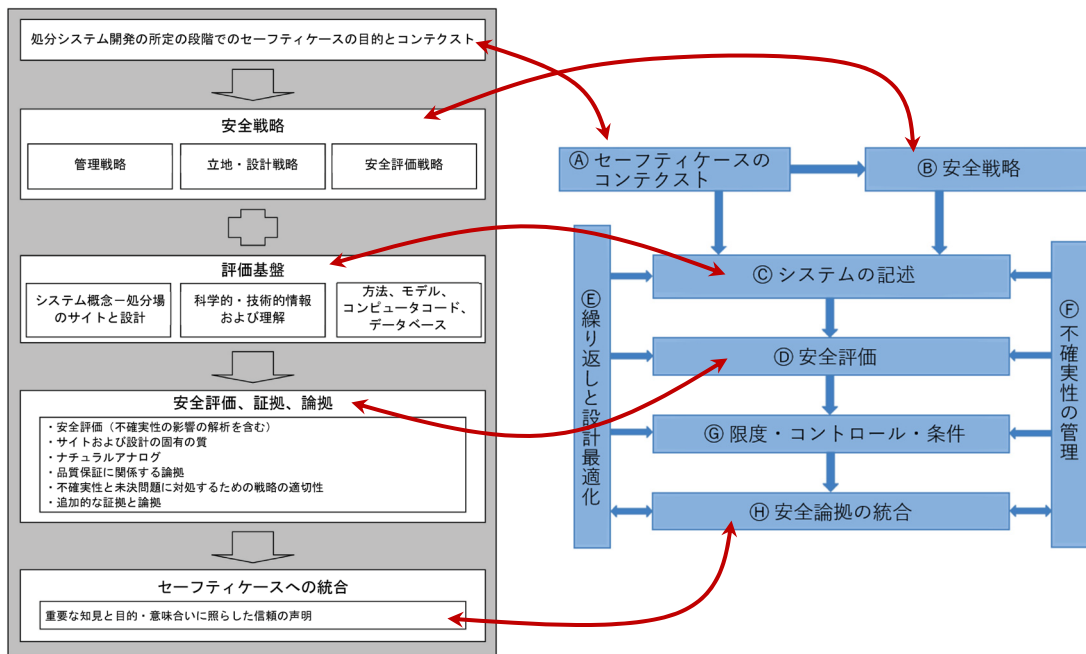 処分システム開発の所定の段階でのセーフティケースの目的とコンテクスト
安全戦略
管理戦略
立地・設計戦略
安全評価戦略
評価基盤
システム概念－処分場
のサイトと設計
科学的・技術的情報
および理解
方法、モデル、
コンピュータコード、
データベース
安全評価、証拠、論拠
・安全評価（不確実性の影響の解析を含む）
・サイトおよび設計の固有の質
・ナチュラルアナログ
・品質保証に関係する論拠
・不確実性と未決問題に対処するための戦略の適切性
・追加的な証拠と論拠
セーフティケースへの統合
重要な知見と目的・意味合いに照らした信頼の声明
Ⓐ セーフティケースの
コンテクスト
Ⓑ 安全戦略
Ⓒ システムの記述
Ⓓ 安全評価
Ⓔ繰り返しと設計最適化
Ⓕ不確実性の管理
Ⓖ 限度・コントロール・条件
Ⓗ 安全論拠の統合